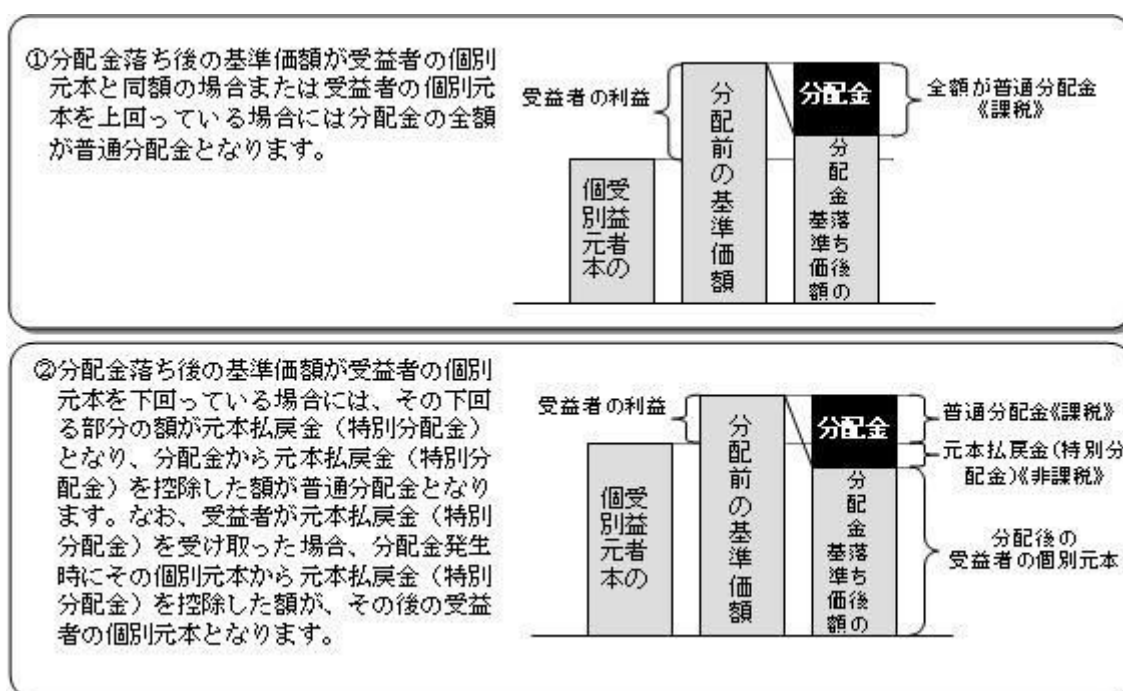 ①分配金落ち後の基準価額が受益者の個別
元本と同額の場合または受益者の個別元
本を上回っている場合には分配金の全額
が普通分配金となります。
受益者の利益
受益者の
個別元本
分配前の基準価額
分配金
分配金落ち後の
基準価額
全額が普通分配金
《課税》
②分配金落ち後の基準価額が受益者の個別
元本を下回っている場合には、その下回
る部分の額が元本払戻金（特別分配金）
となり、分配金から元本払戻金（特別分
配金）を控除した額が普通分配金となり
ます。なお、受益者が元本払戻金（特別
分配金）を受け取った場合、分配金発生
時にその個別元本から元本払戻金（特別
分配金）を控除した額が、その後の受益
者の個別元本となります。
受益者の利益
受益者の
個別元本
分配前の基準価額
分配金
分配金落ち後の
基準価額
普通分配金《課税》
元本払戻金(特別分
配金)《非課税》
分配後の
受益者の個別元本